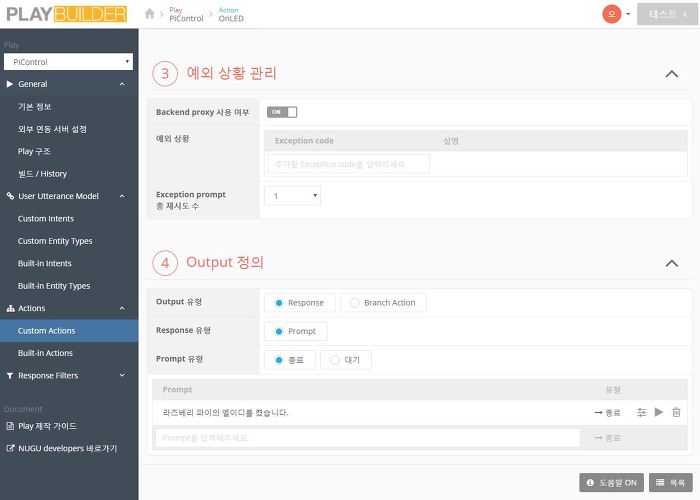 PLAY BUILDER
Play
PiControl
Action
OnLED
오
테스트
Play
PiControl
General
기본 정보
외부 연동 서버 설정
Play 구조
빌드 / History
User Utterance Model
Custom Intents
Custom Entity Types
Built-in Intents
Built-in Entity Types
Actions
Custom Actions
Built-in Actions
Response Filters
Document
Play 제작 가이드
NUGU developers 바로가기
3 예외 상황 관리
Backend proxy 사용 여부 ON
예외 상황 Exception code 설명
추가할 Exception code를 입력하세요.
Exception prompt
총 재시도 수
1
4 Output 정의
Output 유형 Response Branch Action
Response 유형 Prompt
Prompt 유형 종료 대기
Prompt 유형
라즈베리 파이의 엘이디를 켰습니다. 종료
Prompt를 입력해주세요. 종료
도움말 ON 목록